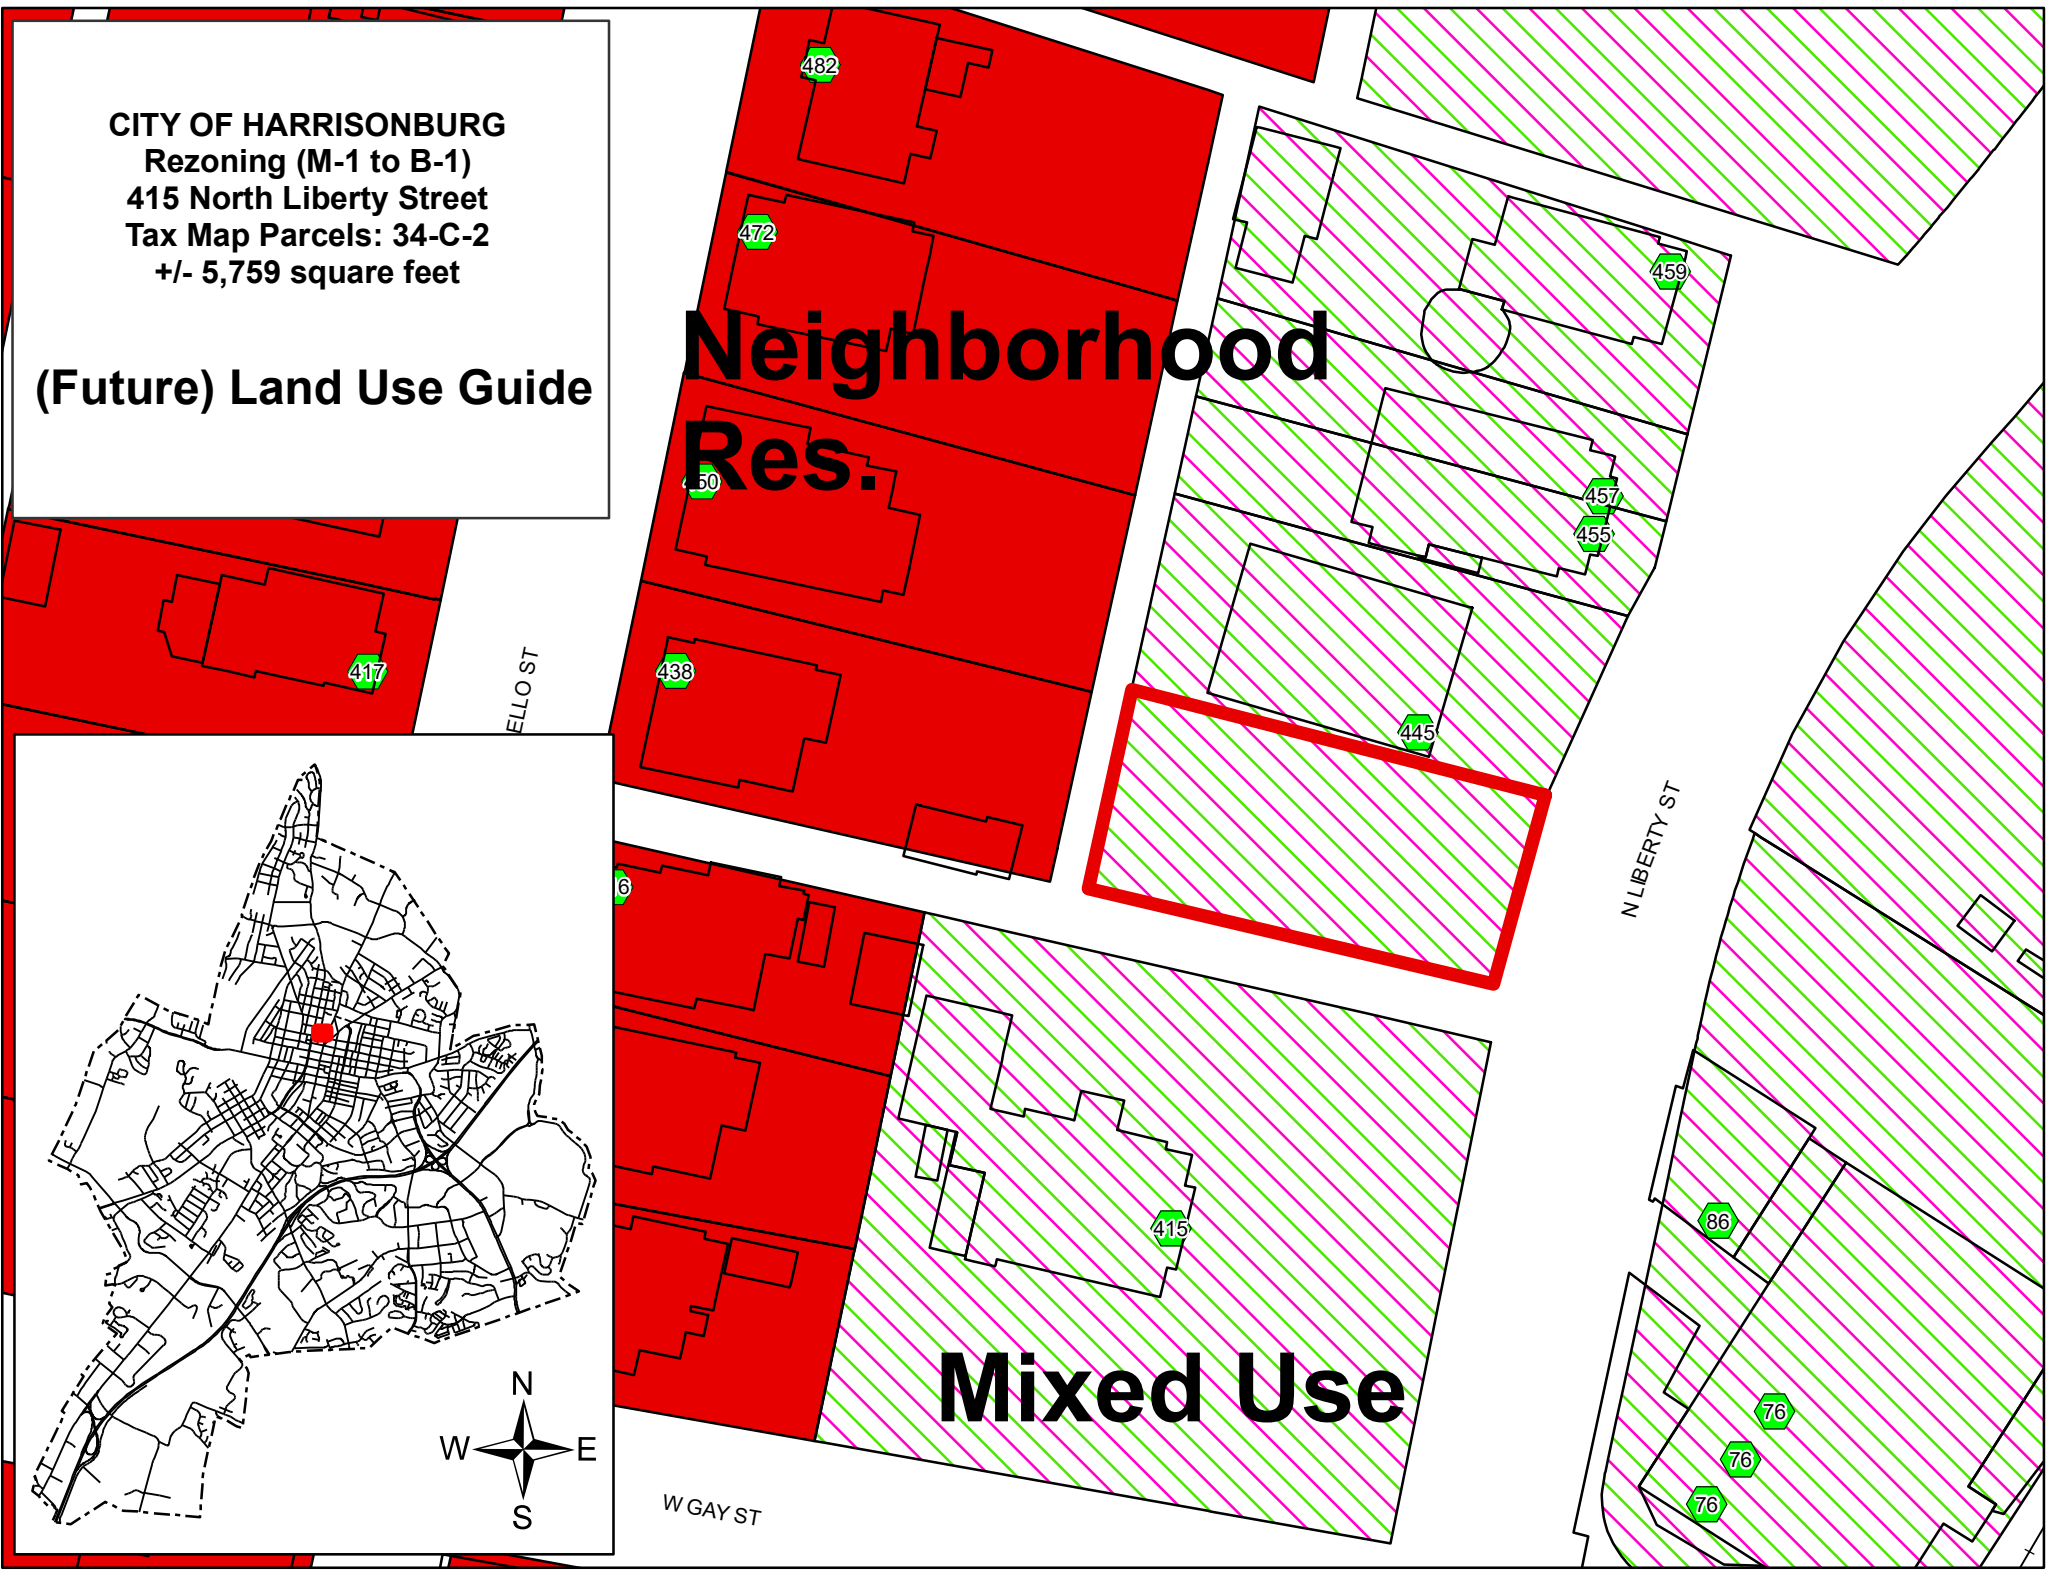 CITY OF HARRISONBURG
Rezoning (M-1 to B-1)
415 North Liberty Street
Tax Map Parcels: 34-C-2
+/- 5,759 square feet
(Future) Land Use Guide
482
472
459
Neighborhood
Res.
457
455
417
438
445
ELLO ST
N LIBERTY ST
415
86
Mixed Use
76
76
76
N
W
E
S
W GAY ST